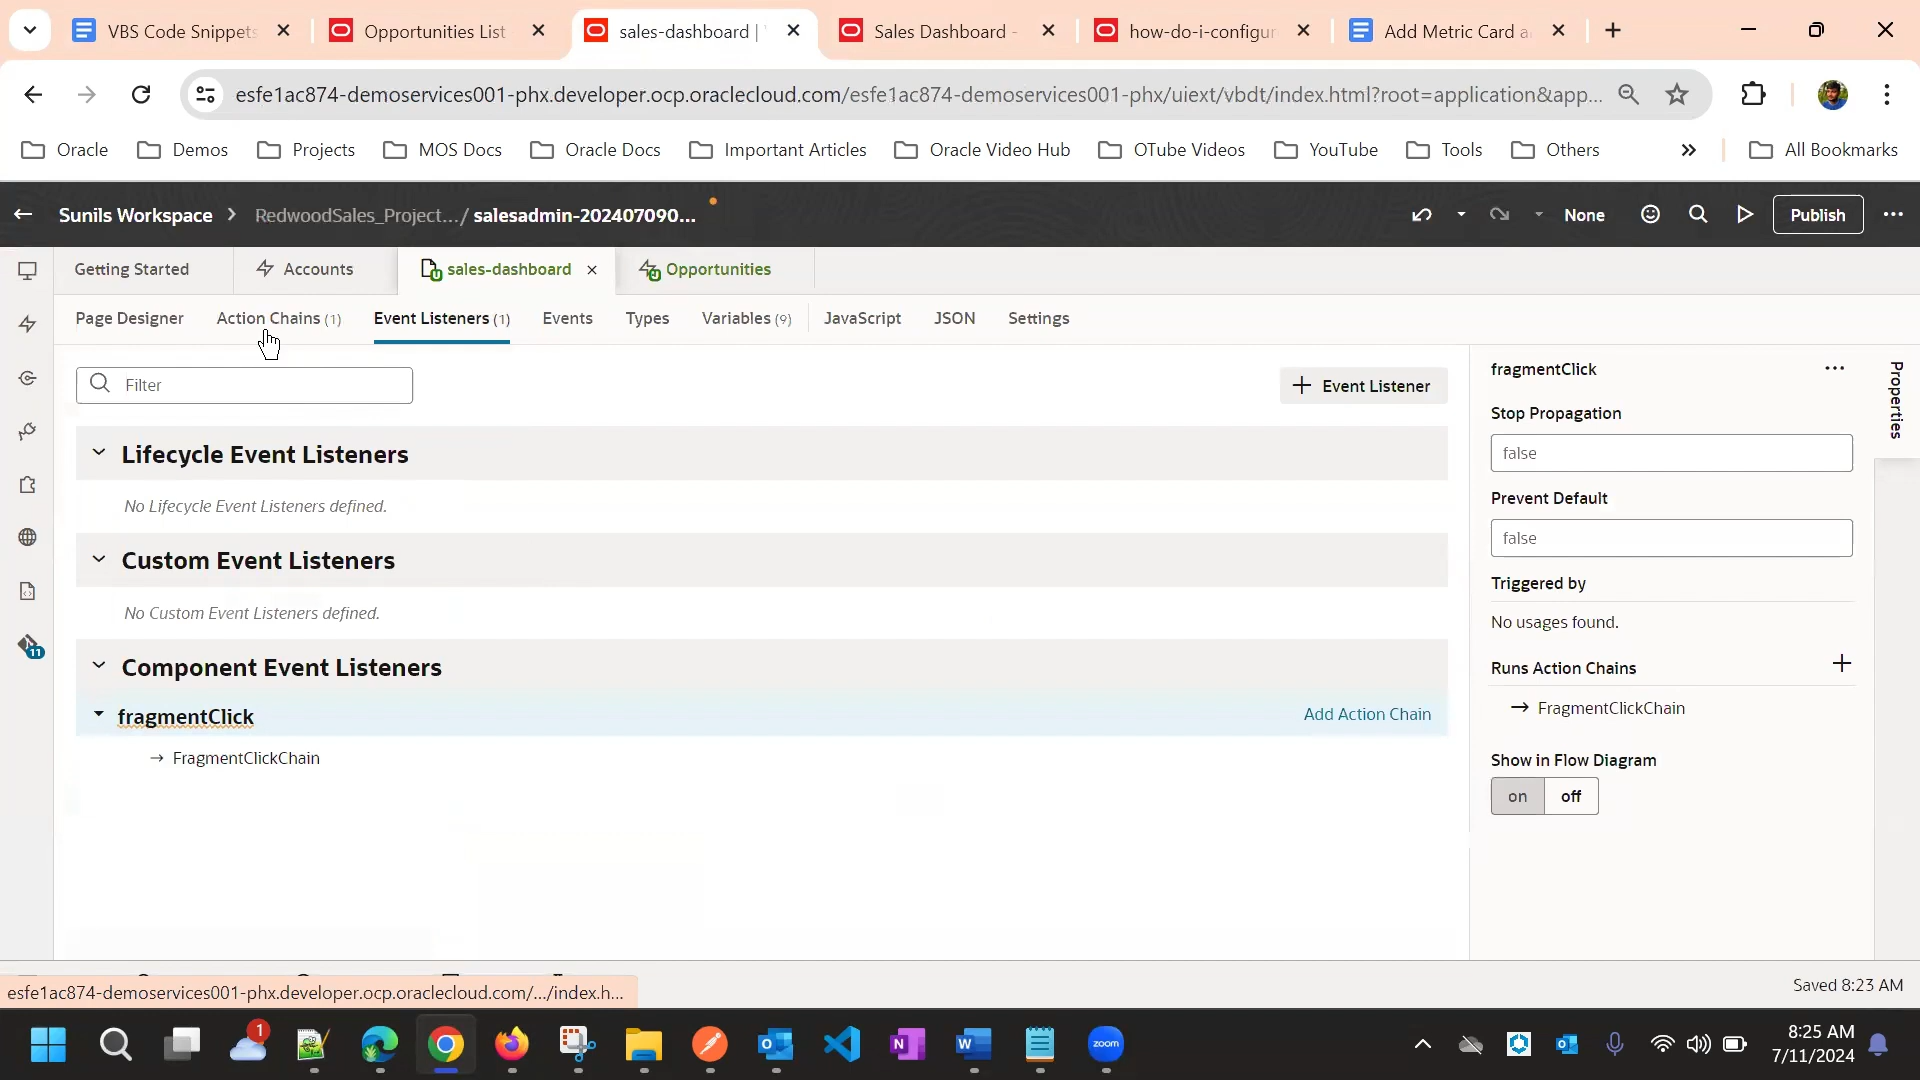 VBS Code Snippets
Opportunities List
sales-dashboard |
Sales Dashboard -
how-do-i-configur
Add Metric Card a
esfe1ac874-demoservices001-phx.developer.ocp.oraclecloud.com/esfe1ac874-demoservices001-phx/uiext/vbdt/index.html?root=application&app...
Oracle
Demos
Projects
MOS Docs
Oracle Docs
Important Articles
Oracle Video Hub
OTube Videos
YouTube
Tools
Others
All Bookmarks
Sunils Workspace
RedwoodSales_Project.../ salesadmin-202407090...
None
Publish
Getting Started
Accounts
sales-dashboard
Opportunities
Page Designer
Action Chains (1)
Event Listeners (1)
Events
Types
Variables (9)
JavaScript
JSON
Settings
Filter
Event Listener
Lifecycle Event Listeners
No Lifecycle Event Listeners defined.
Custom Event Listeners
No Custom Event Listeners defined.
Component Event Listeners
fragmentClick
Add Action Chain
FragmentClickChain
fragmentClick
Stop Propagation
false
Prevent Default
false
Triggered by
No usages found.
Runs Action Chains
FragmentClickChain
Show in Flow Diagram
on off
Properties
11
esfe1ac874-demoservices001-phx.developer.ocp.oraclecloud.com/.../index.h...
Saved 8:23 AM
1
zoom
8:25 AM
7/11/2024